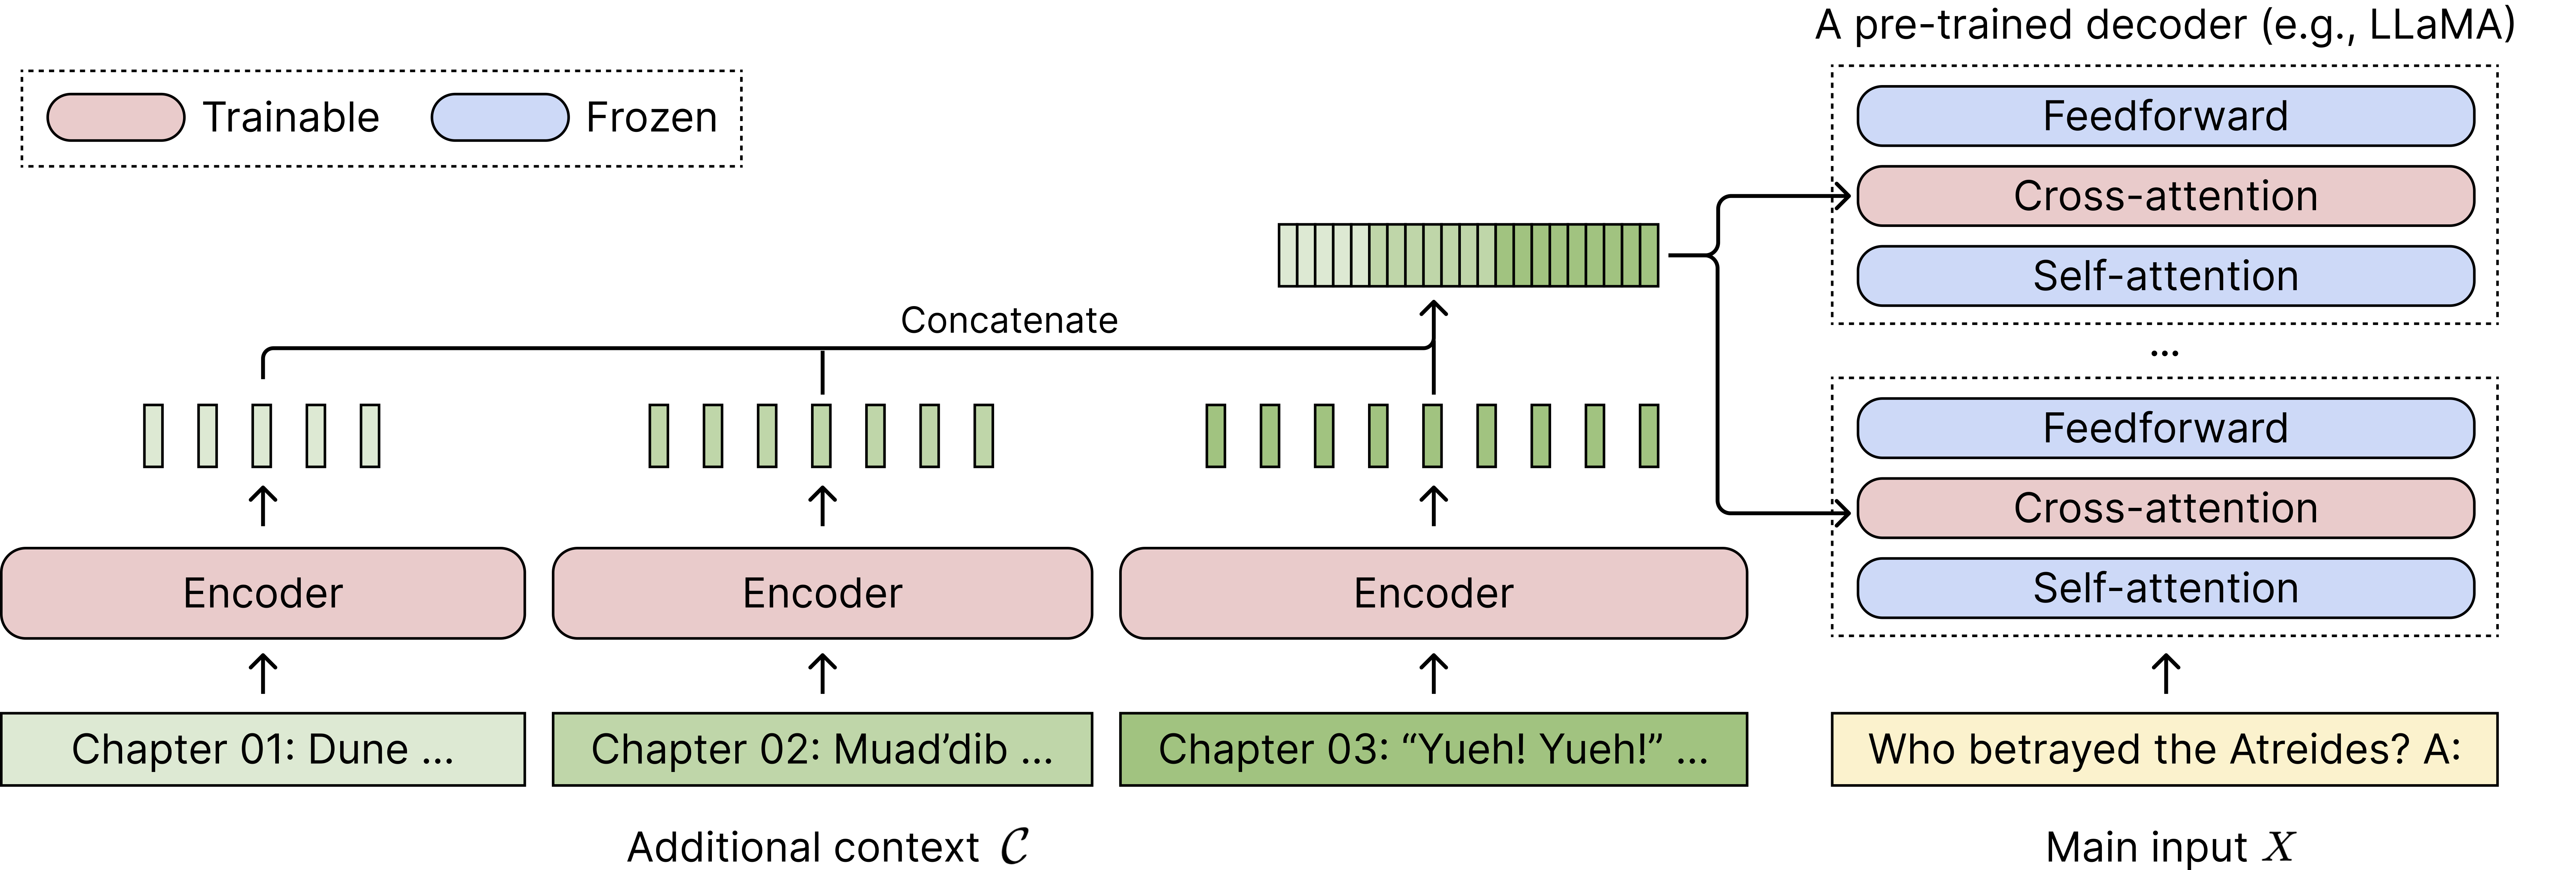 A pre-trained decoder (e.g., LLaMA)
Trainable
Frozen
Feedforward
Cross-attention
Self-attention
Concatenate
...
Feedforward
Cross-attention
Self-attention
Encoder
Encoder
Encoder
Chapter 01: Dune ...
Chapter 02: Muad’dib ...
Chapter 03: “Yueh! Yueh!” ...
Who betrayed the Atreides? A:
Additional context 𝒞
Main input X